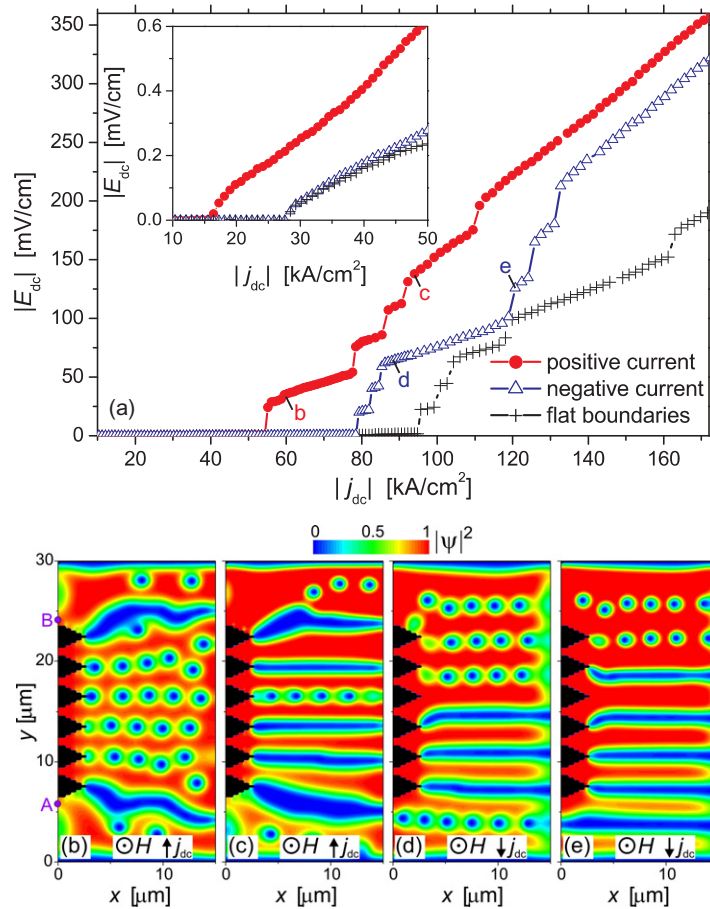 350
300
250
200
150
100
50
0
|E_dc| [mV/cm]
0.6
0.4
0.2
0.0
|E_dc| [mV/cm]
10 20 30 40 50
|j_dc| [kA/cm²]
c
e
b
d
(a)
positive current
negative current
flat boundaries
0 20 40 60 80 100 120 140 160
|j_dc| [kA/cm²]
0 0.5 1 |ψ|²
30
20
10
0
y [μm]
B
A
(b) ⊙H ↑j_dc
(c) ⊙H ↑j_dc
(d) ⊙H ↓j_dc
(e) ⊙H ↓j_dc
0 10 0 10 0 10 0 10
x [μm] x [μm] x [μm] x [μm]